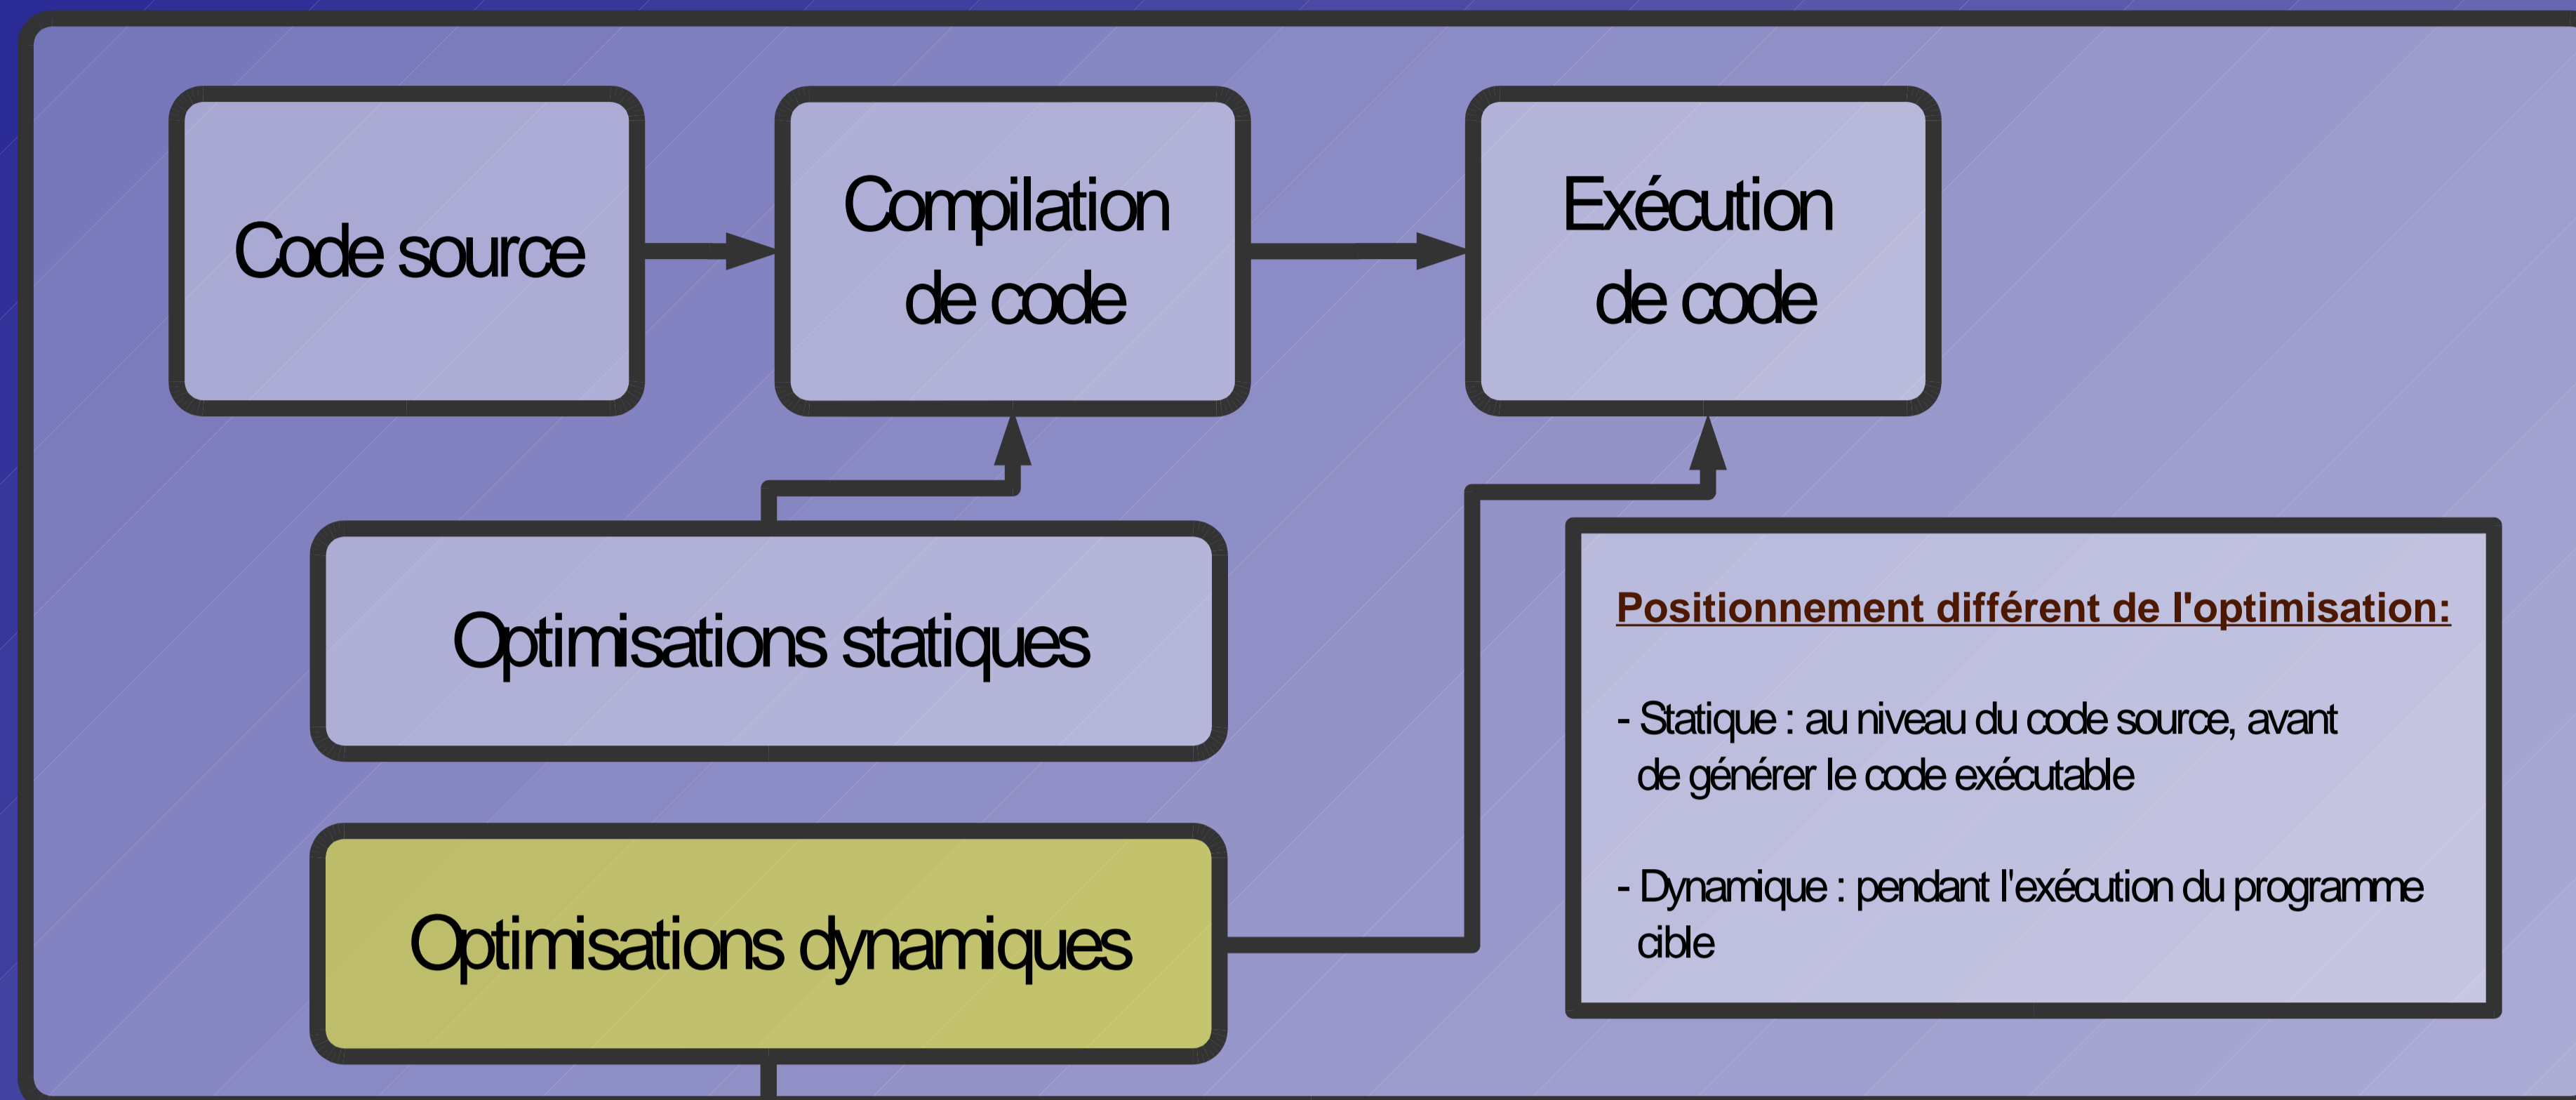 Code source
Compilation
de code
Exécution
de code
Optimisations statiques
Optimisations dynamiques
Positionnement différent de l'optimisation:
- Statique : au niveau du code source, avant
de générer le code exécutable
- Dynamique : pendant l'exécution du programme
cible